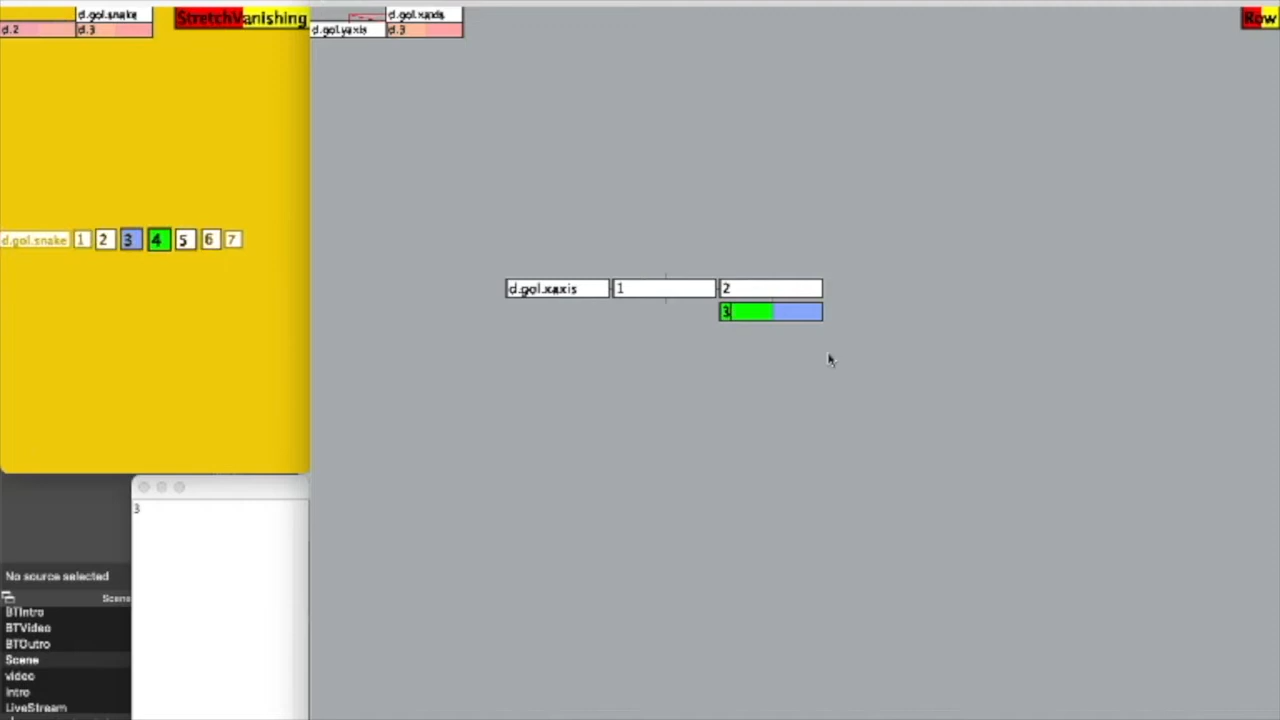 d.gol.snake
d.2 d.3
StretchVanishing
d.gol.xaxis
d.gol.yaxis d.3
Row
d.gol.snake 1 2 3 4 5 6 7
d.gol.xaxis 1 2
3
3
No source selected
Scene
BTIntro
BTVideo
BTOutro
Scene
video
Intro
LiveStream